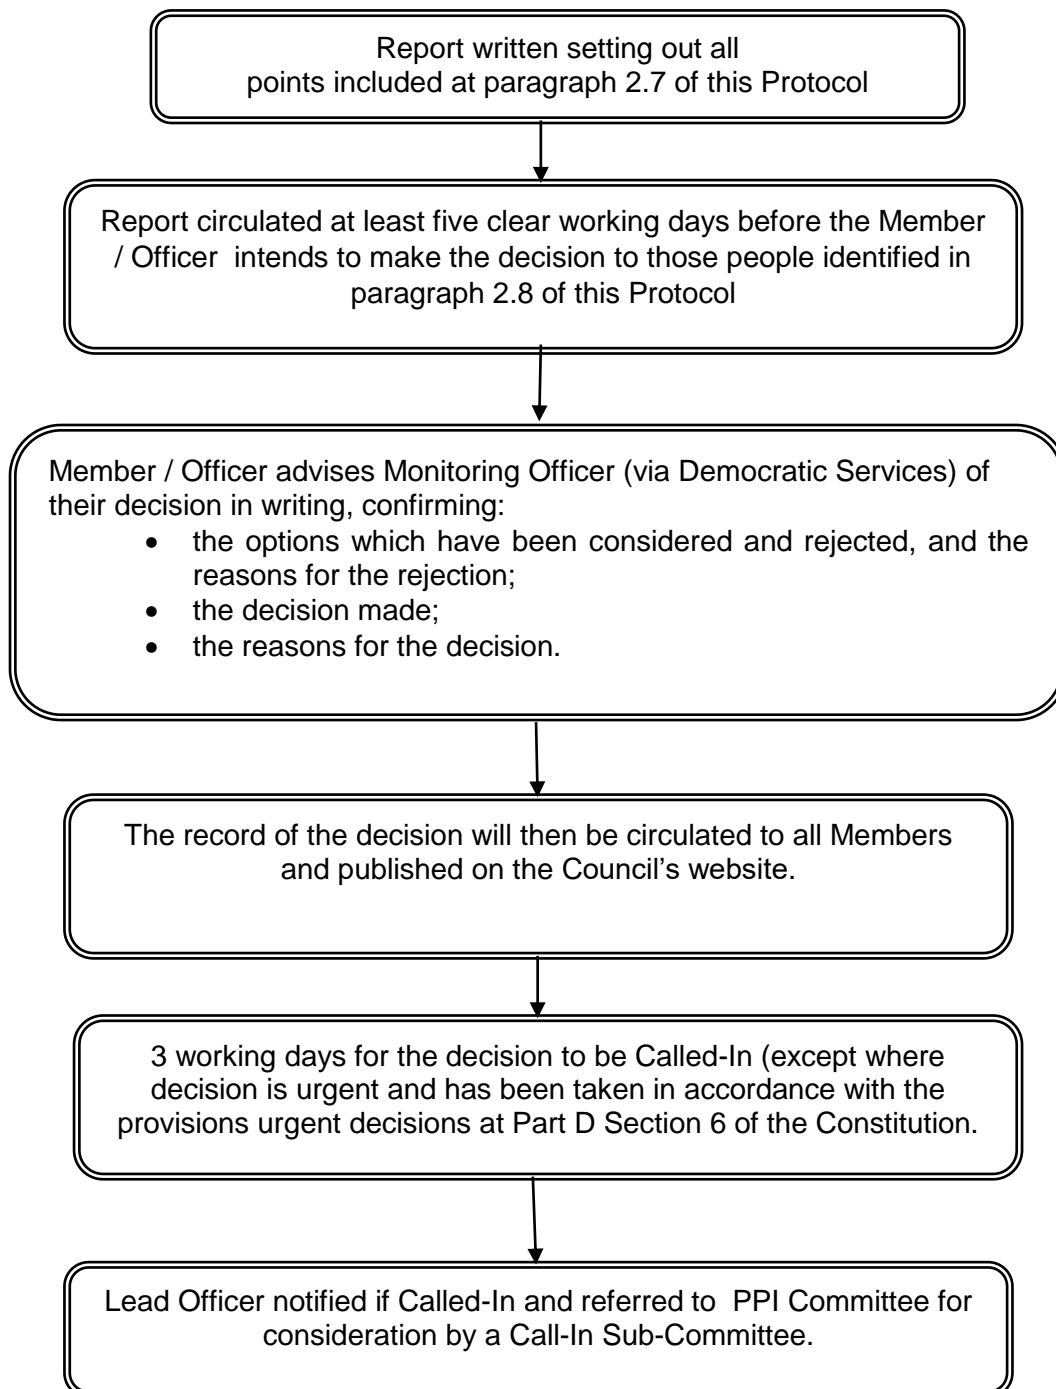 Report written setting out all
points included at paragraph 2.7 of this Protocol
Report circulated at least five clear working days before the Member
/ Officer intends to make the decision to those people identified in
paragraph 2.8 of this Protocol
Member / Officer advises Monitoring Officer (via Democratic Services) of
their decision in writing, confirming:
• the options which have been considered and rejected, and the
reasons for the rejection;
• the decision made;
• the reasons for the decision.
The record of the decision will then be circulated to all Members
and published on the Council’s website.
3 working days for the decision to be Called-In (except where
decision is urgent and has been taken in accordance with the
provisions urgent decisions at Part D Section 6 of the Constitution.
Lead Officer notified if Called-In and referred to PPI Committee for
consideration by a Call-In Sub-Committee.